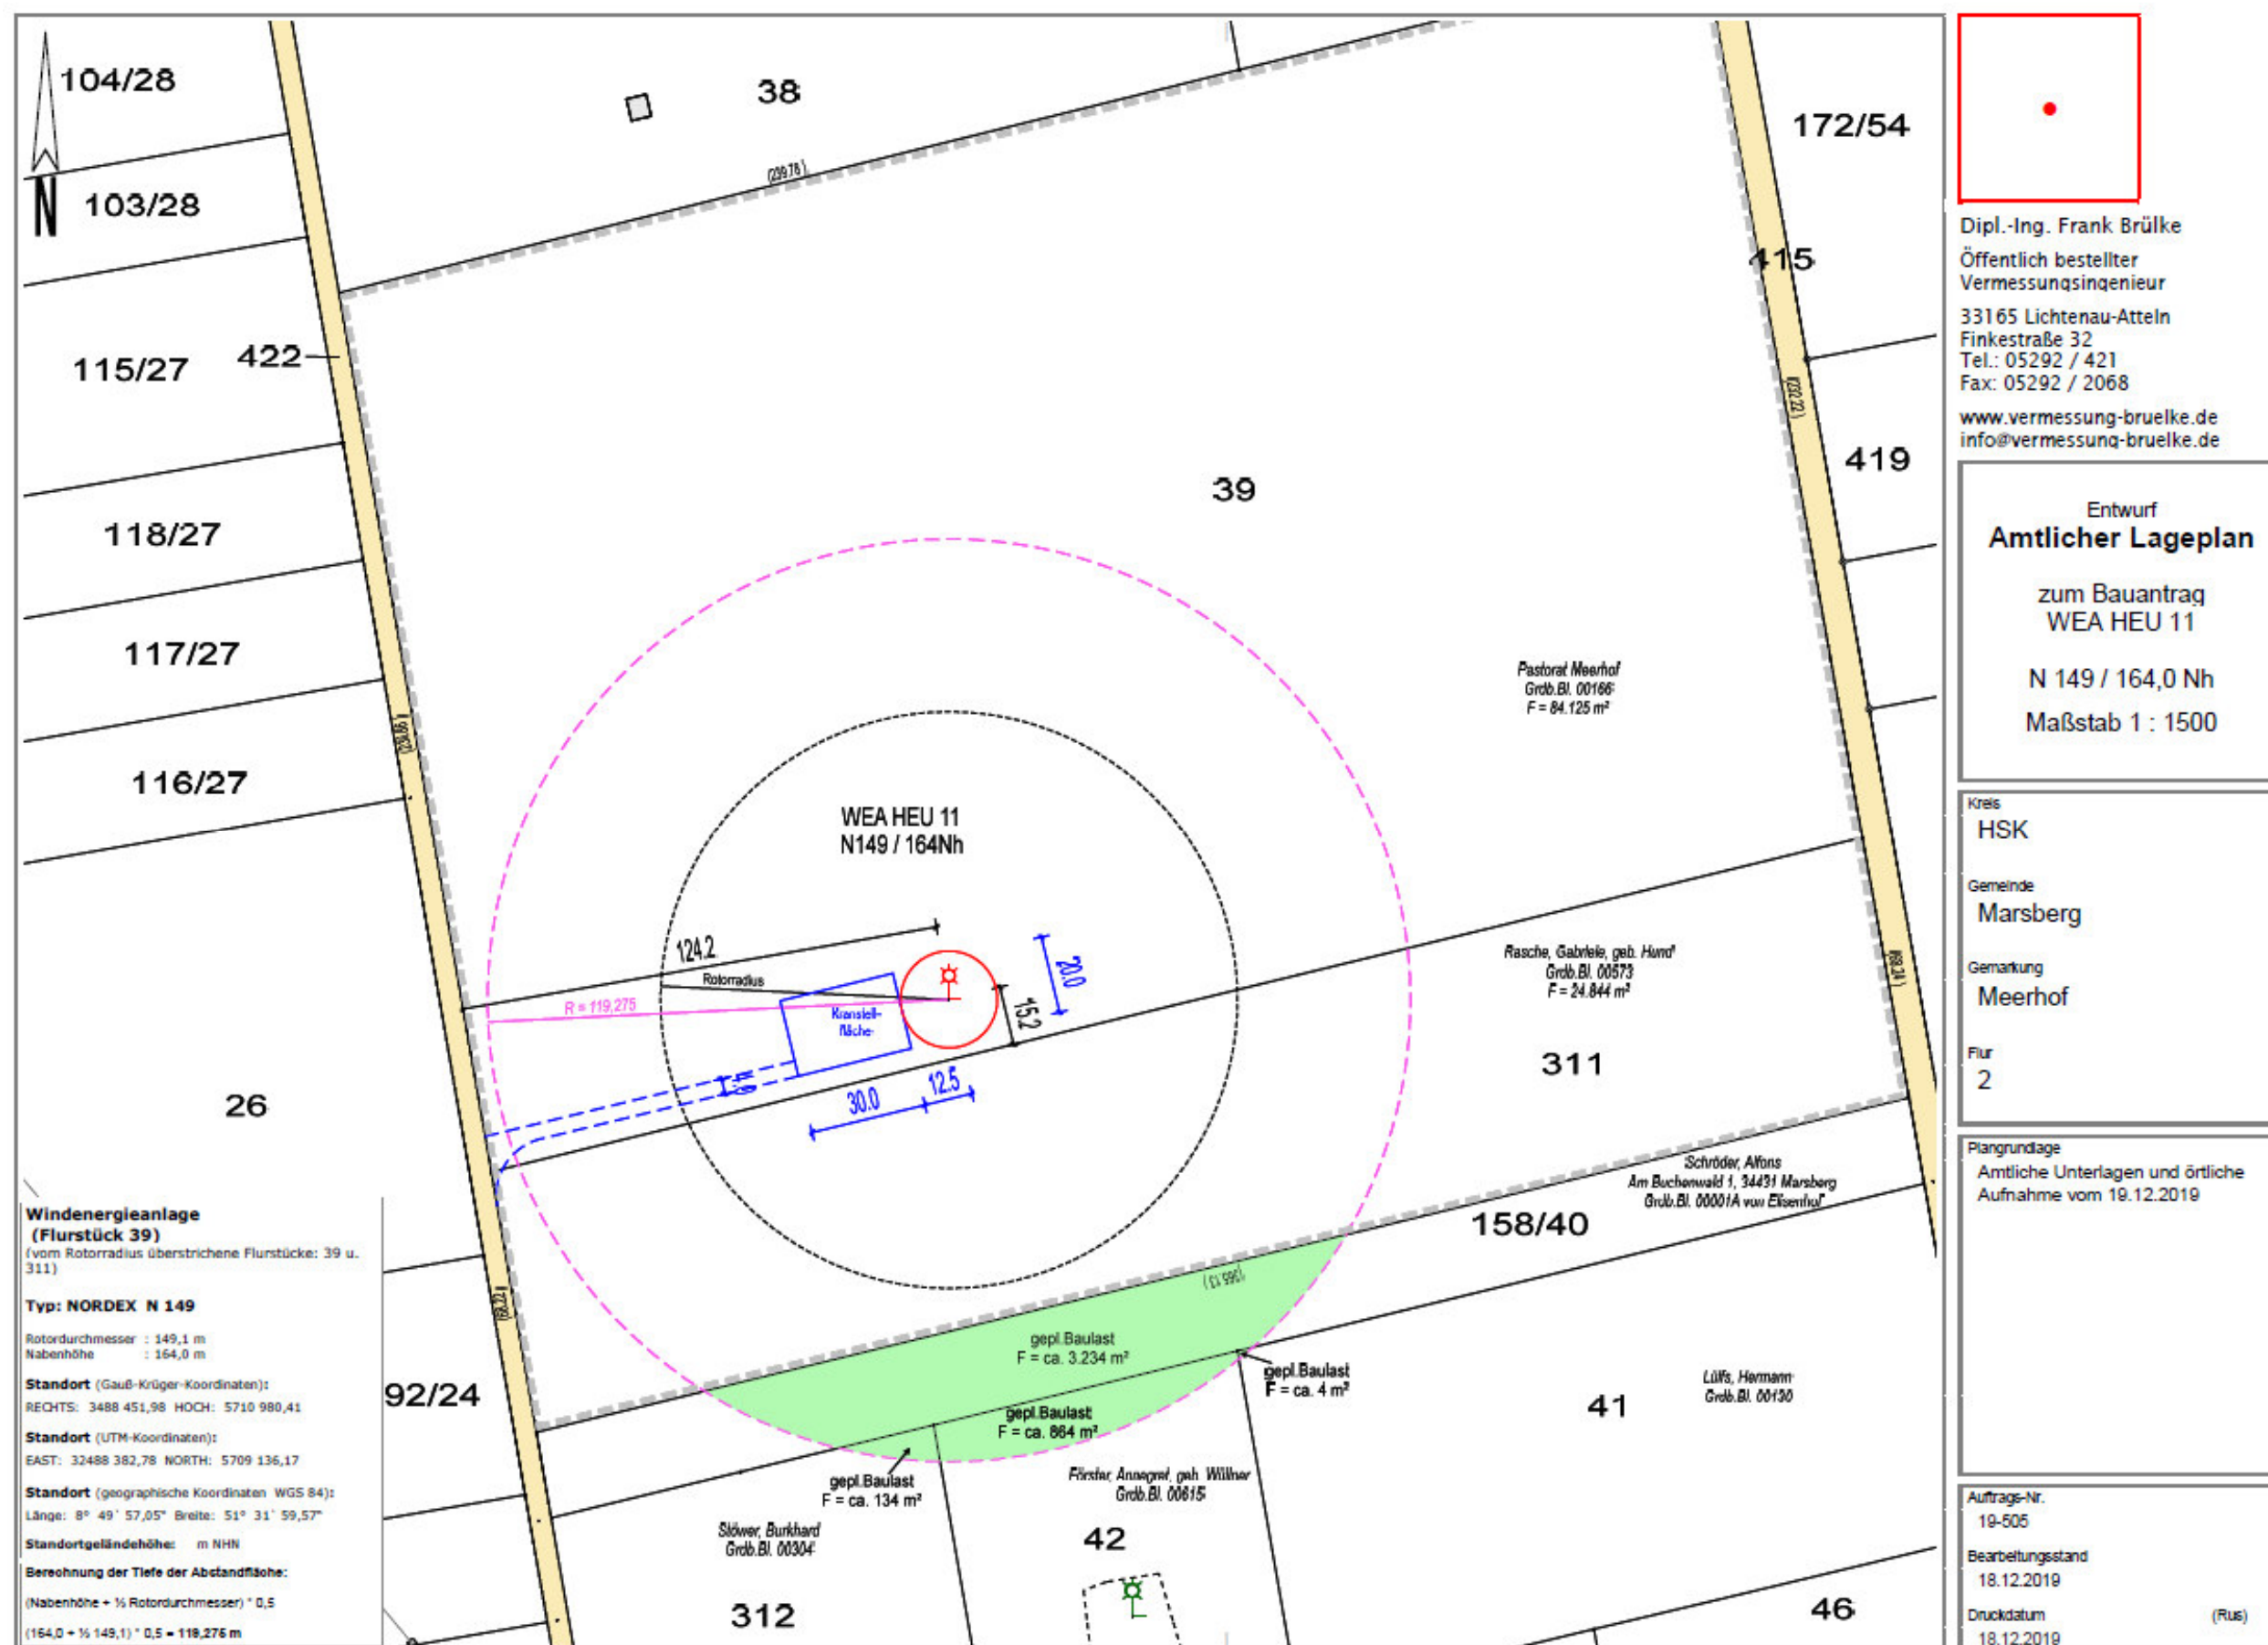 104/28
38
172/54
N
103/28
(299.78)
415
115/27
422
(232.22)
419
39
118/27
117/27
116/27
Pastorat Meerhof
Grdb.Bl. 00166
F = 84.125 m²
WEA HEU 11
N149 / 164Nh
124.2
Rotorradius
R = 119,275
Kranstell-
fläche
20.0
15.2
30.0
12.5
Rasche, Gabriele, geb. Hund
Grdb.Bl. 00573
F = 24.844 m²
(69.24)
311
26
Schröder, Alfons
Am Buchenwald 1, 34431 Marsberg
Grdb.Bl. 00001A von Elisenhof
158/40
(366.13)
gepl.Baulast
F = ca. 3.234 m²
gepl.Baulast
F = ca. 4 m²
gepl.Baulast
F = ca. 864 m²
gepl.Baulast
F = ca. 134 m²
92/24
41
Lülfs, Hermann
Grdb.Bl. 00130
Förster, Annegret, geb. Wüllner
Grdb.Bl. 00615
Stöwer, Burkhard
Grdb.Bl. 00304
42
312
46
Windenergieanlage
(Flurstück 39)
(vom Rotorradius überstrichene Flurstücke: 39 u.
311)
Typ: NORDEX N 149
Rotordurchmesser : 149,1 m
Nabenhöhe : 164,0 m
Standort (Gauß-Krüger-Koordinaten):
RECHTS: 3488 451,98 HOCH: 5710 980,41
Standort (UTM-Koordinaten):
EAST: 32488 382,78 NORTH: 5709 136,17
Standort (geographische Koordinaten WGS 84):
Länge: 8° 49' 57,05" Breite: 51° 31' 59,57"
Standortgeländehöhe: m NHN
Berechnung der Tiefe der Abstandfläche:
(Nabenhöhe + ½ Rotordurchmesser) * 0,5
(164,0 + ½ 149,1) * 0,5 = 119,275 m
Dipl.-Ing. Frank Brülke
Öffentlich bestellter
Vermessungsingenieur
33165 Lichtenau-Atteln
Finkestraße 32
Tel.: 05292 / 421
Fax: 05292 / 2068
www.vermessung-bruelke.de
info@vermessung-bruelke.de
Entwurf
Amtlicher Lageplan
zum Bauantrag
WEA HEU 11
N 149 / 164,0 Nh
Maßstab 1 : 1500
Kreis
HSK
Gemeinde
Marsberg
Gemarkung
Meerhof
Flur
2
Plangrundlage
Amtliche Unterlagen und örtliche
Aufnahme vom 19.12.2019
Auftrags-Nr.
19-505
Bearbeitungsstand
18.12.2019
Druckdatum (Rus)
18.12.2019